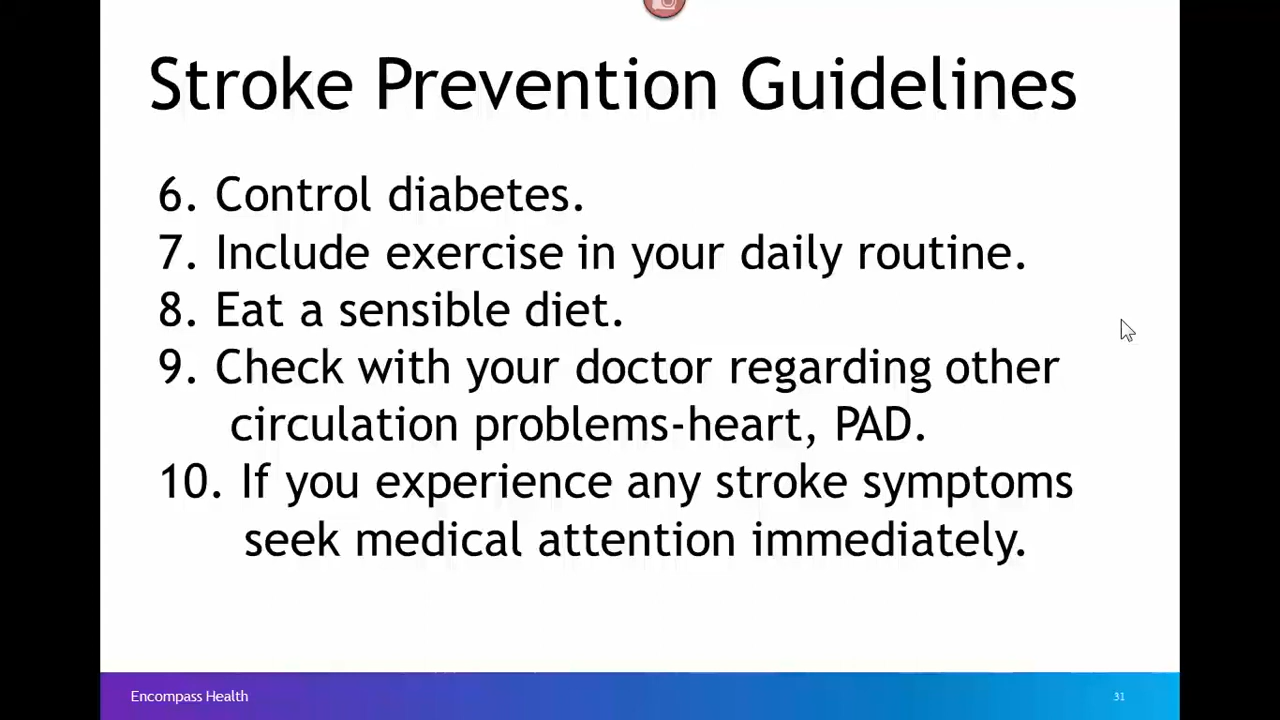 Stroke Prevention Guidelines
6. Control diabetes.
7. Include exercise in your daily routine.
8. Eat a sensible diet.
9. Check with your doctor regarding other
circulation problems-heart, PAD.
10. If you experience any stroke symptoms
seek medical attention immediately.
Encompass Health
31